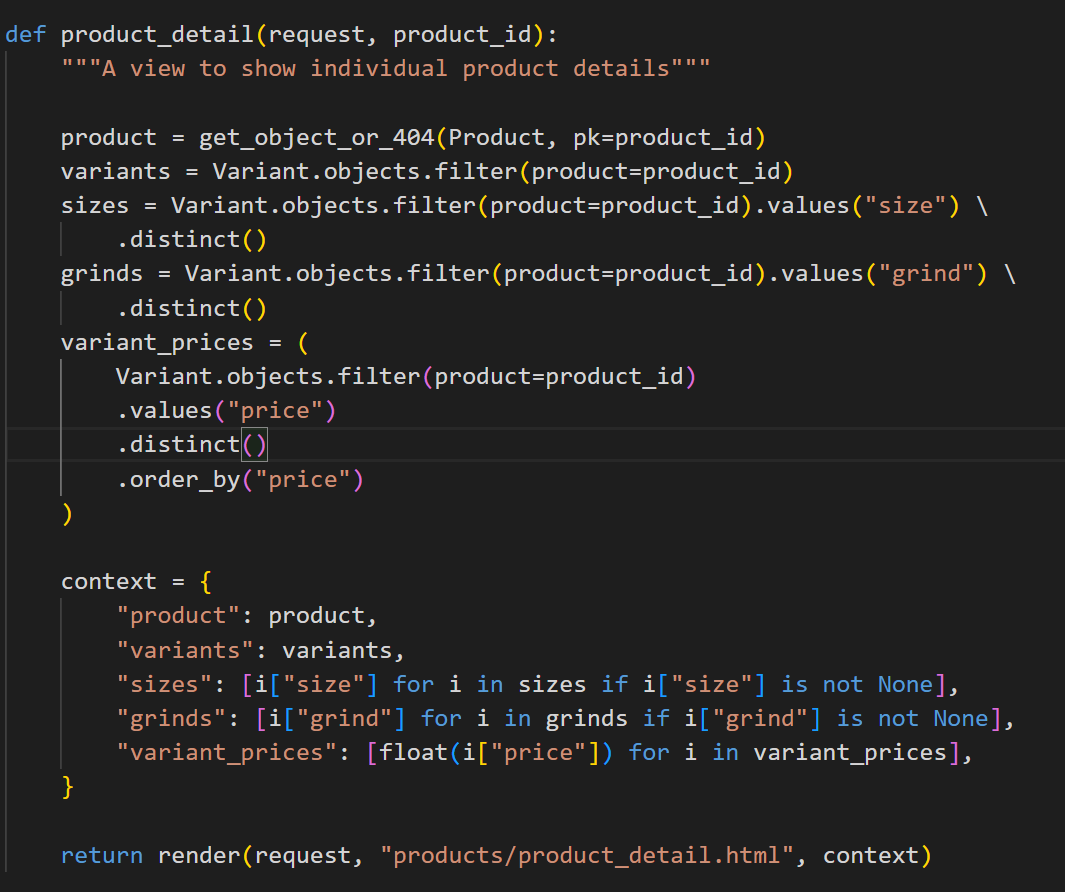 def product_detail(request, product_id):
    """A view to show individual product details"""

    product = get_object_or_404(Product, pk=product_id)
    variants = Variant.objects.filter(product=product_id)
    sizes = Variant.objects.filter(product=product_id).values("size") \
        .distinct()
    grinds = Variant.objects.filter(product=product_id).values("grind") \
        .distinct()
    variant_prices = (
        Variant.objects.filter(product=product_id)
        .values("price")
        .distinct()
        .order_by("price")
    )

    context = {
        "product": product,
        "variants": variants,
        "sizes": [i["size"] for i in sizes if i["size"] is not None],
        "grinds": [i["grind"] for i in grinds if i["grind"] is not None],
        "variant_prices": [float(i["price"]) for i in variant_prices],
    }

    return render(request, "products/product_detail.html", context)